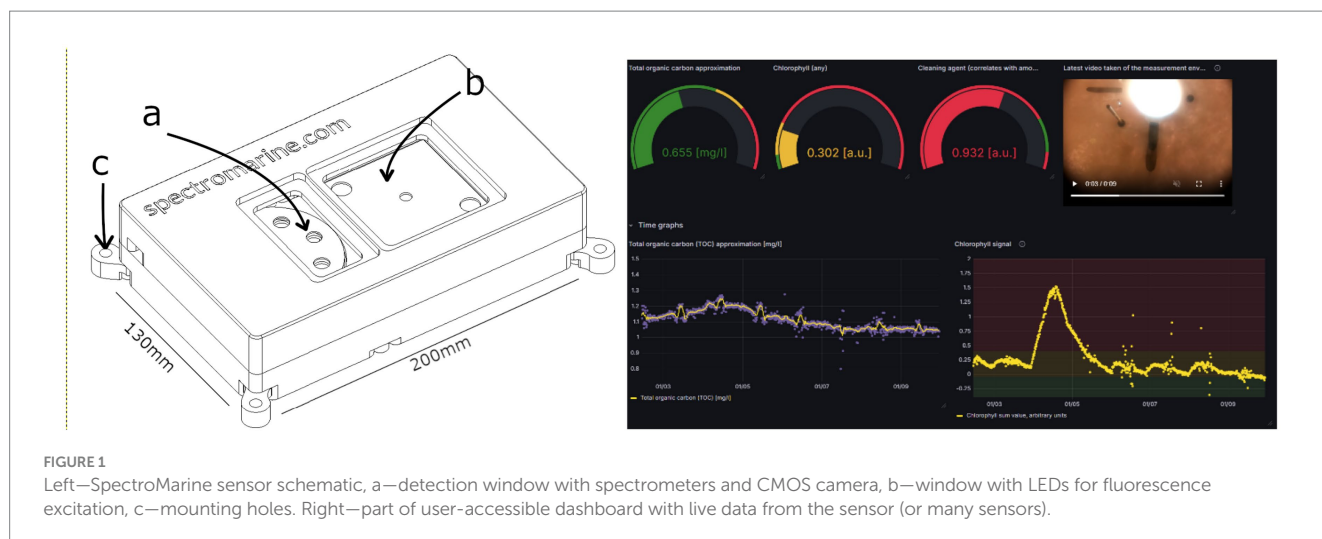 a
b
c
spectromarine.com
130mm
200mm
Total organic carbon approximation
Chlorophyll (any)
Cleaning agent (correlates with amo...
Latest video taken of the measurement env...
0.655 [mg/l]
0.302 [a.u.]
0.932 [a.u.]
0:03 / 0:09
Time graphs
Total organic carbon (TOC) approximation [mg/l]
1.5
1.4
1.3
1.2
1.1
1
0.9
0.8
01/03
01/05
01/07
01/09
Total organic carbon (TOC) [mg/l]
Chlorophyll signal
2
1.75
1.5
1.25
1
0.75
0.5
0.25
0
-0.25
01/03
01/05
01/07
01/09
Chlorophyll sum value, arbitrary units
FIGURE 1
Left—SpectroMarine sensor schematic, a—detection window with spectrometers and CMOS camera, b—window with LEDs for fluorescence
excitation, c—mounting holes. Right—part of user-accessible dashboard with live data from the sensor (or many sensors).